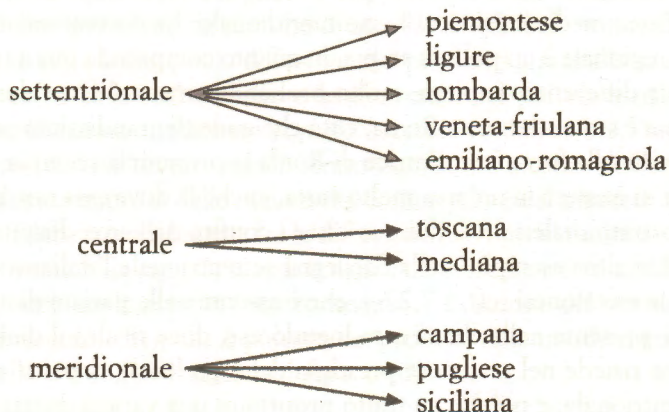 piemontese
ligure
settentrionale lombarda
veneta-friulana
emiliano-romagnola
toscana
centrale
mediana
campana
meridionale pugliese
siciliana